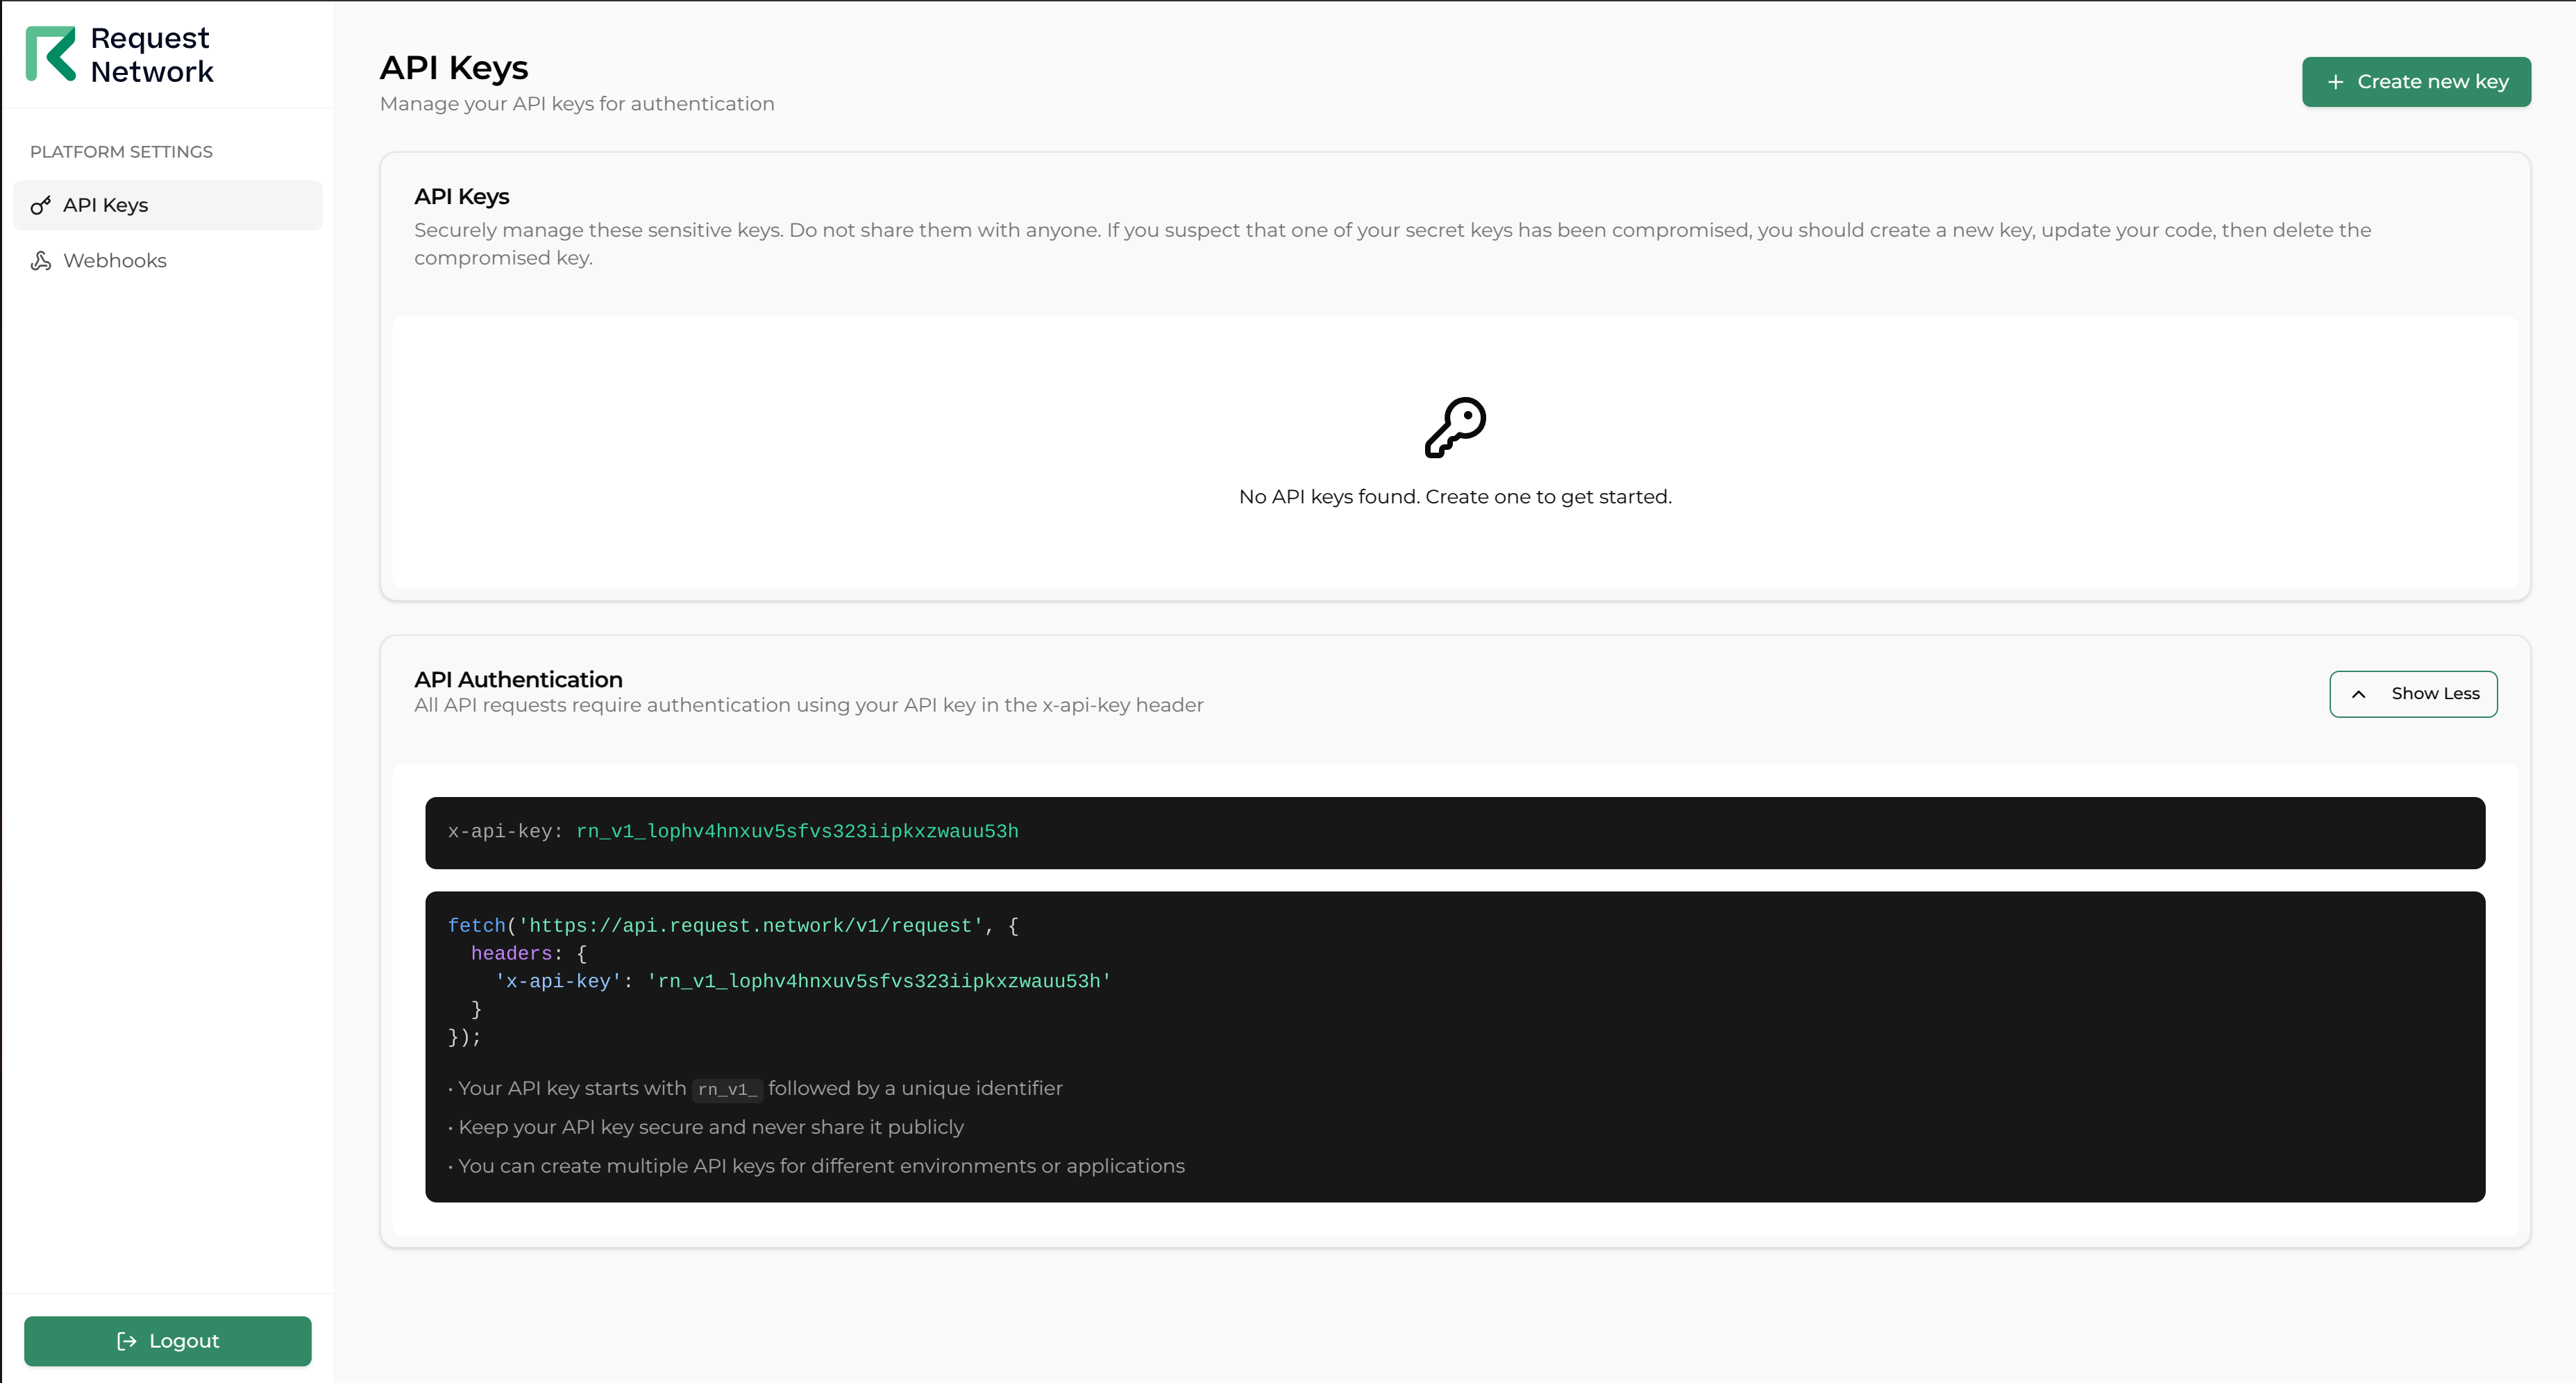 Request
Network
PLATFORM SETTINGS
API Keys
Webhooks
Logout
API Keys
Manage your API keys for authentication
+ Create new key
API Keys
Securely manage these sensitive keys. Do not share them with anyone. If you suspect that one of your secret keys has been compromised, you should create a new key, update your code, then delete the
compromised key.
No API keys found. Create one to get started.
API Authentication
All API requests require authentication using your API key in the x-api-key header
Show Less
x-api-key: rn_v1_lophv4hnxuv5sfvs323iipkxzwauu53h
fetch('https://api.request.network/v1/request', {
  headers: {
    'x-api-key': 'rn_v1_lophv4hnxuv5sfvs323iipkxzwauu53h'
  }
});
· Your API key starts with rn_v1_ followed by a unique identifier
· Keep your API key secure and never share it publicly
· You can create multiple API keys for different environments or applications